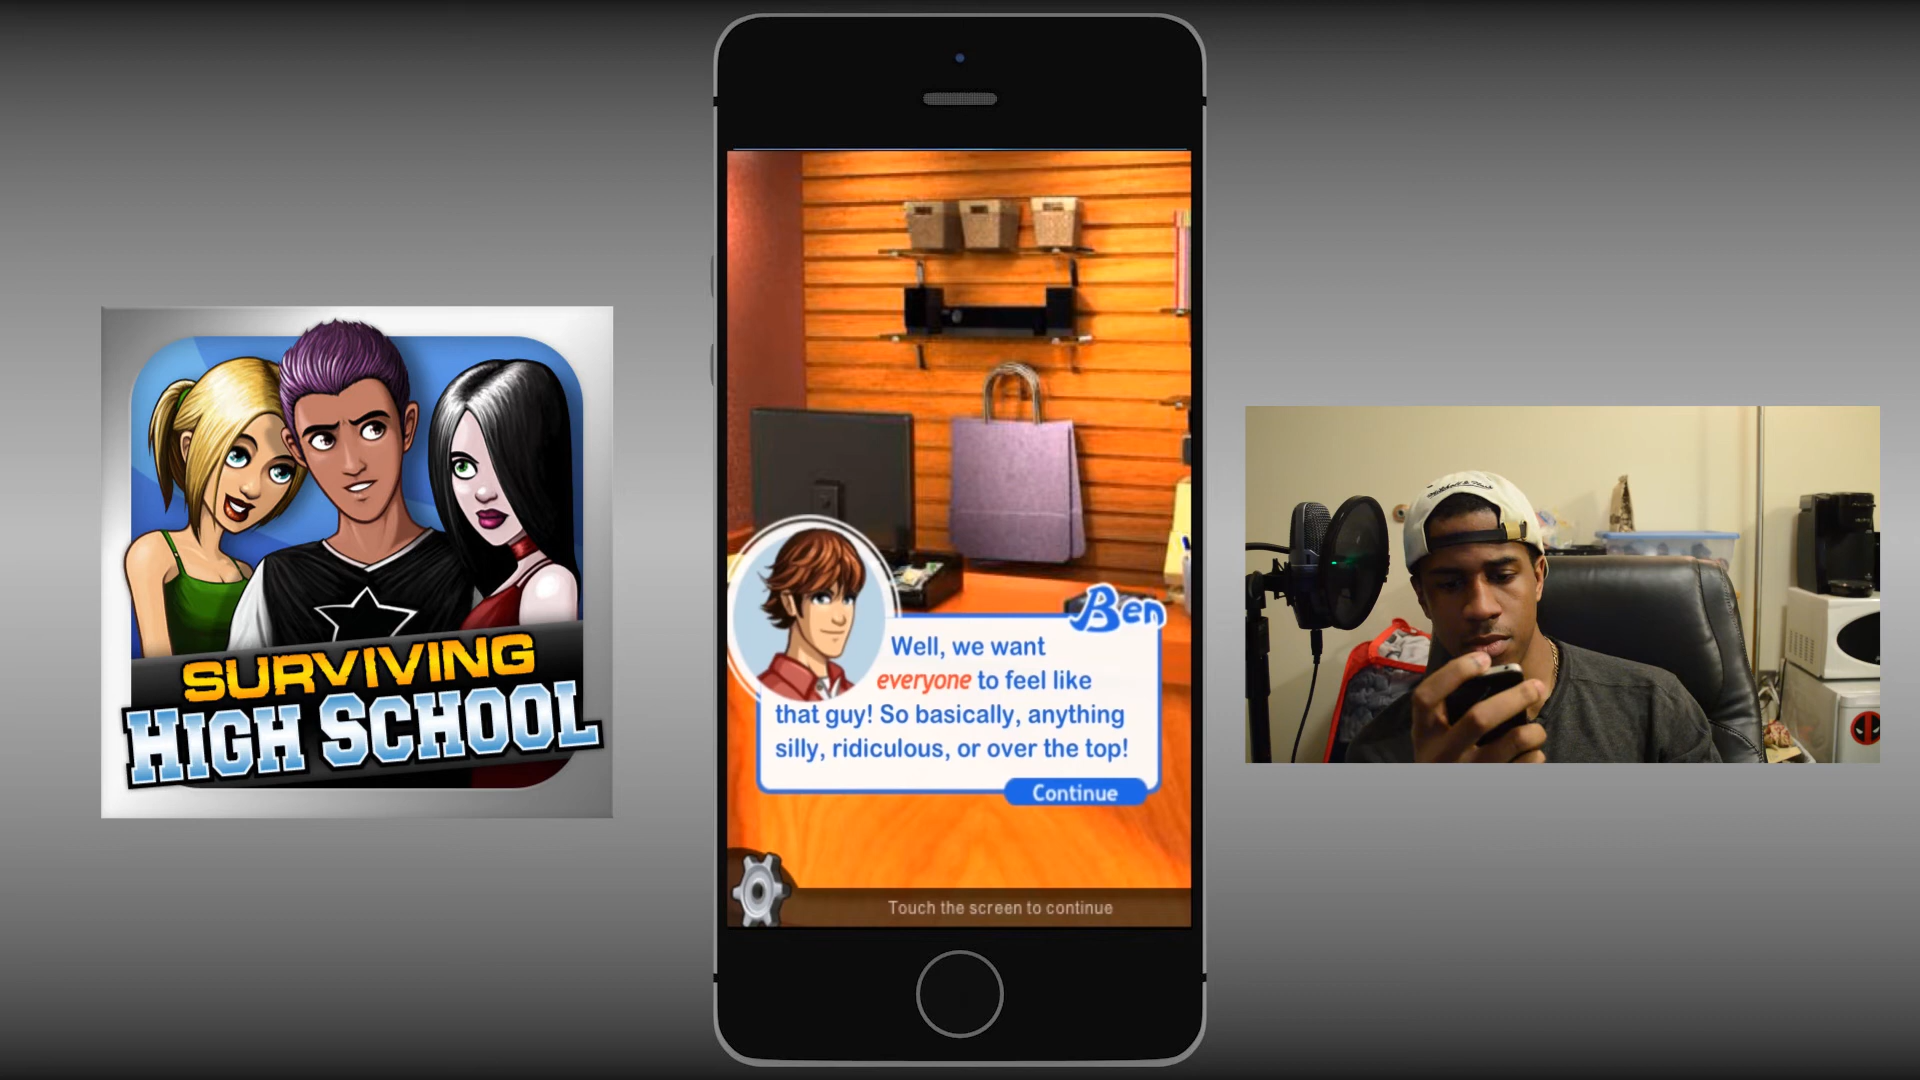 SURVIVING
HIGH SCHOOL
Ben
Well, we want
everyone to feel like
that guy! So basically, anything
silly, ridiculous, or over the top!
Continue
Touch the screen to continue